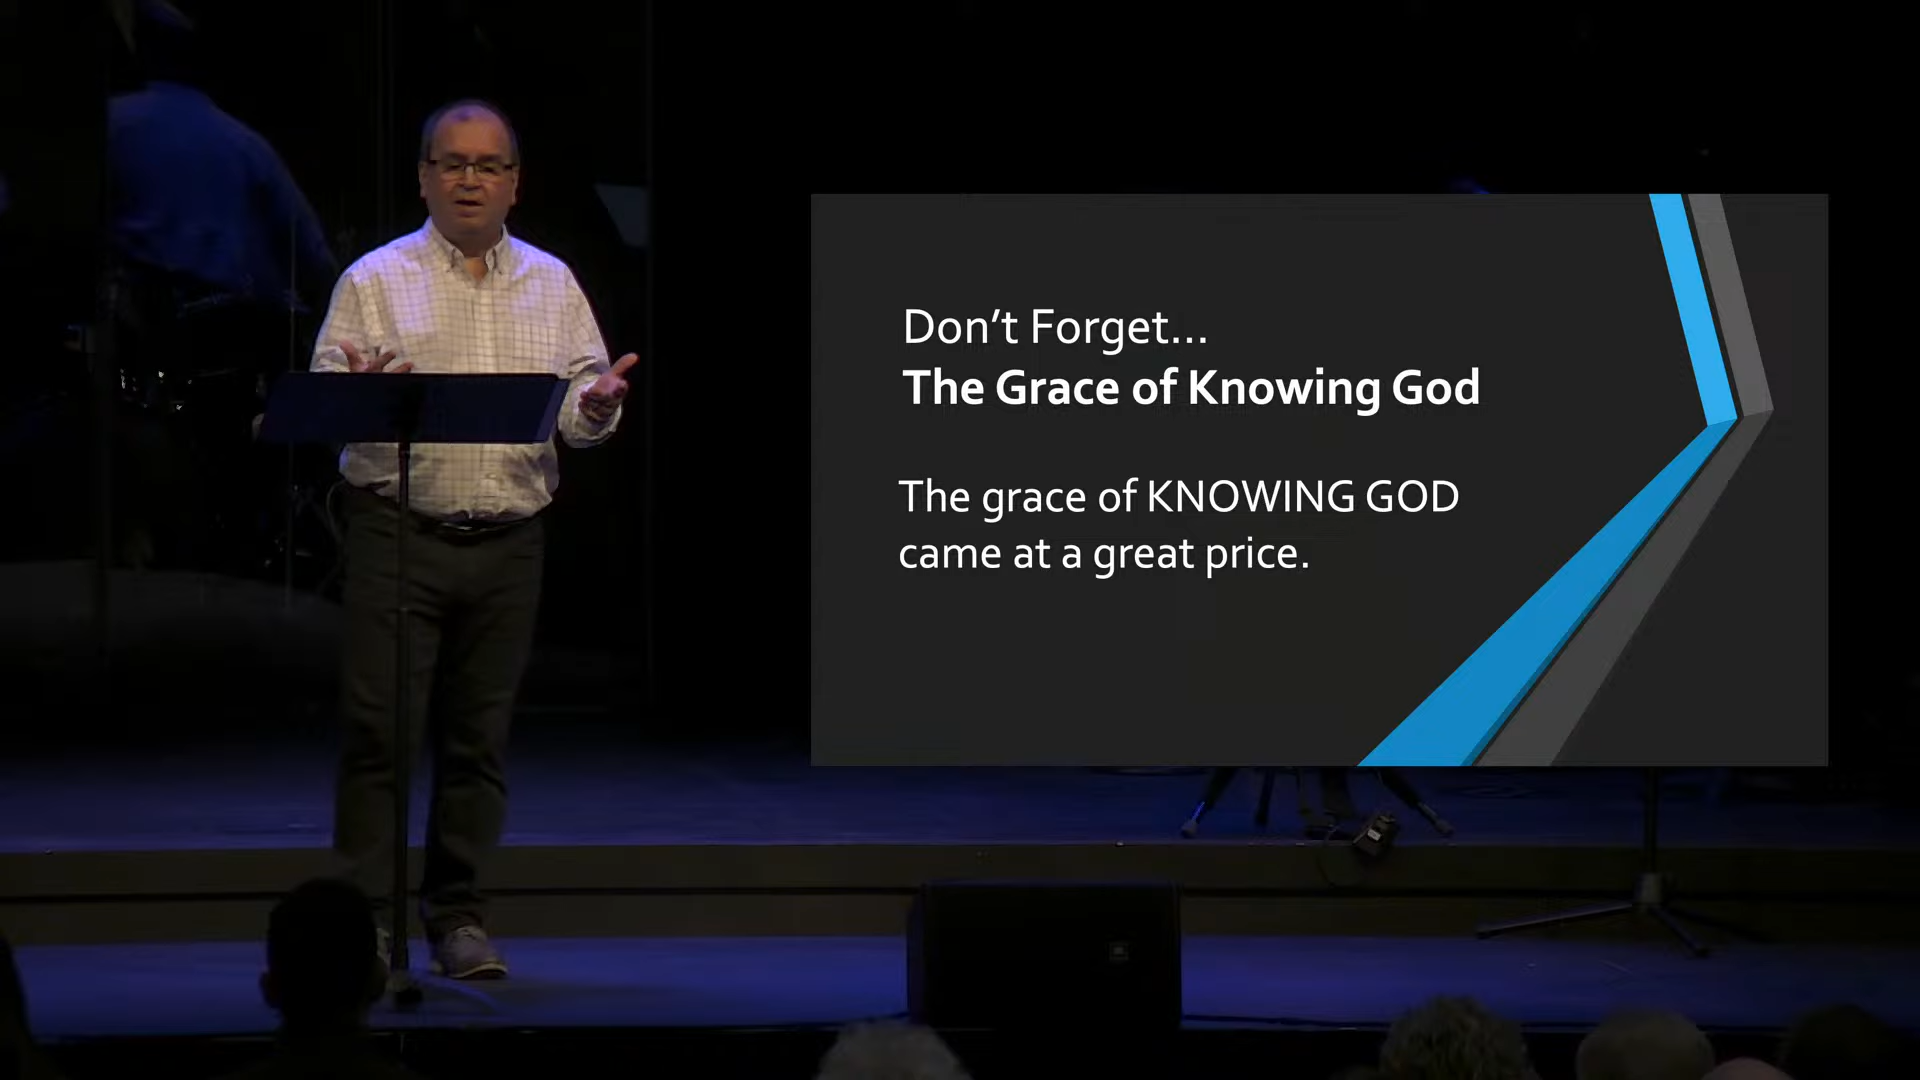 Don’t Forget...
The Grace of Knowing God
The grace of KNOWING GOD
came at a great price.